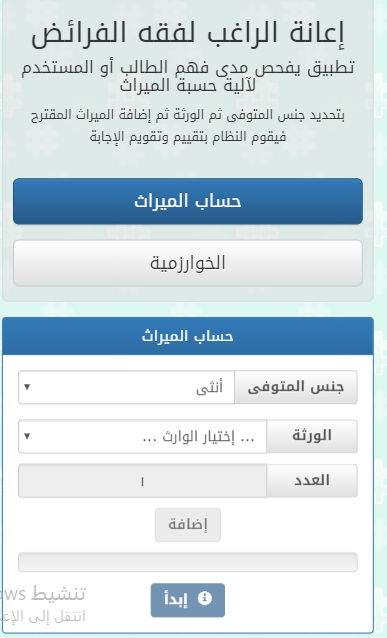 إعانة الراغب لفقه الفرائض
تطبيق يفحص مدى فهم الطالب أو المستخدم
لآلية حسبة الميراث
بتحديد جنس المتوفى ثم الورثة ثم إضافة الميراث المقترح
فيقوم النظام بتقييم وتقويم الإجابة
حساب الميراث
الخوارزمية
حساب الميراث
جنس المتوفى أنثى
الورثة ... إختيار الوارث ...
العدد ١
إضافة
إبدأ
تنشيط ows
انتقل إلى الإع